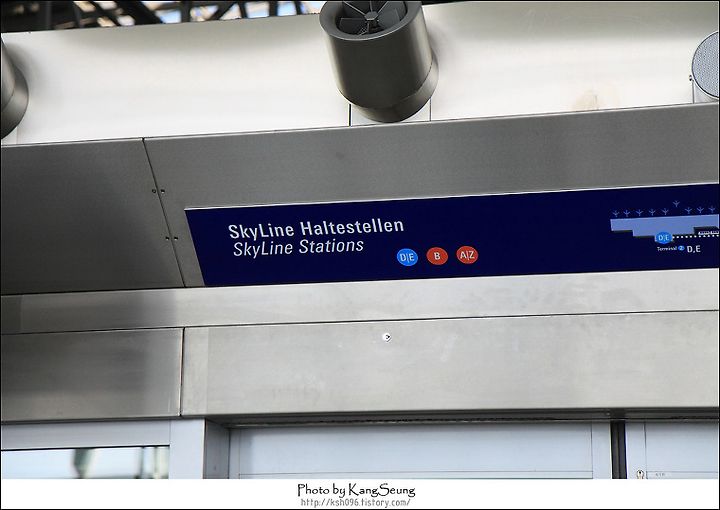 SkyLine Haltestellen
SkyLine Stations
D|E B A|Z
D|E
Terminal 2 D, E
Photo by KangSeung
http://ksh096.tistory.com/